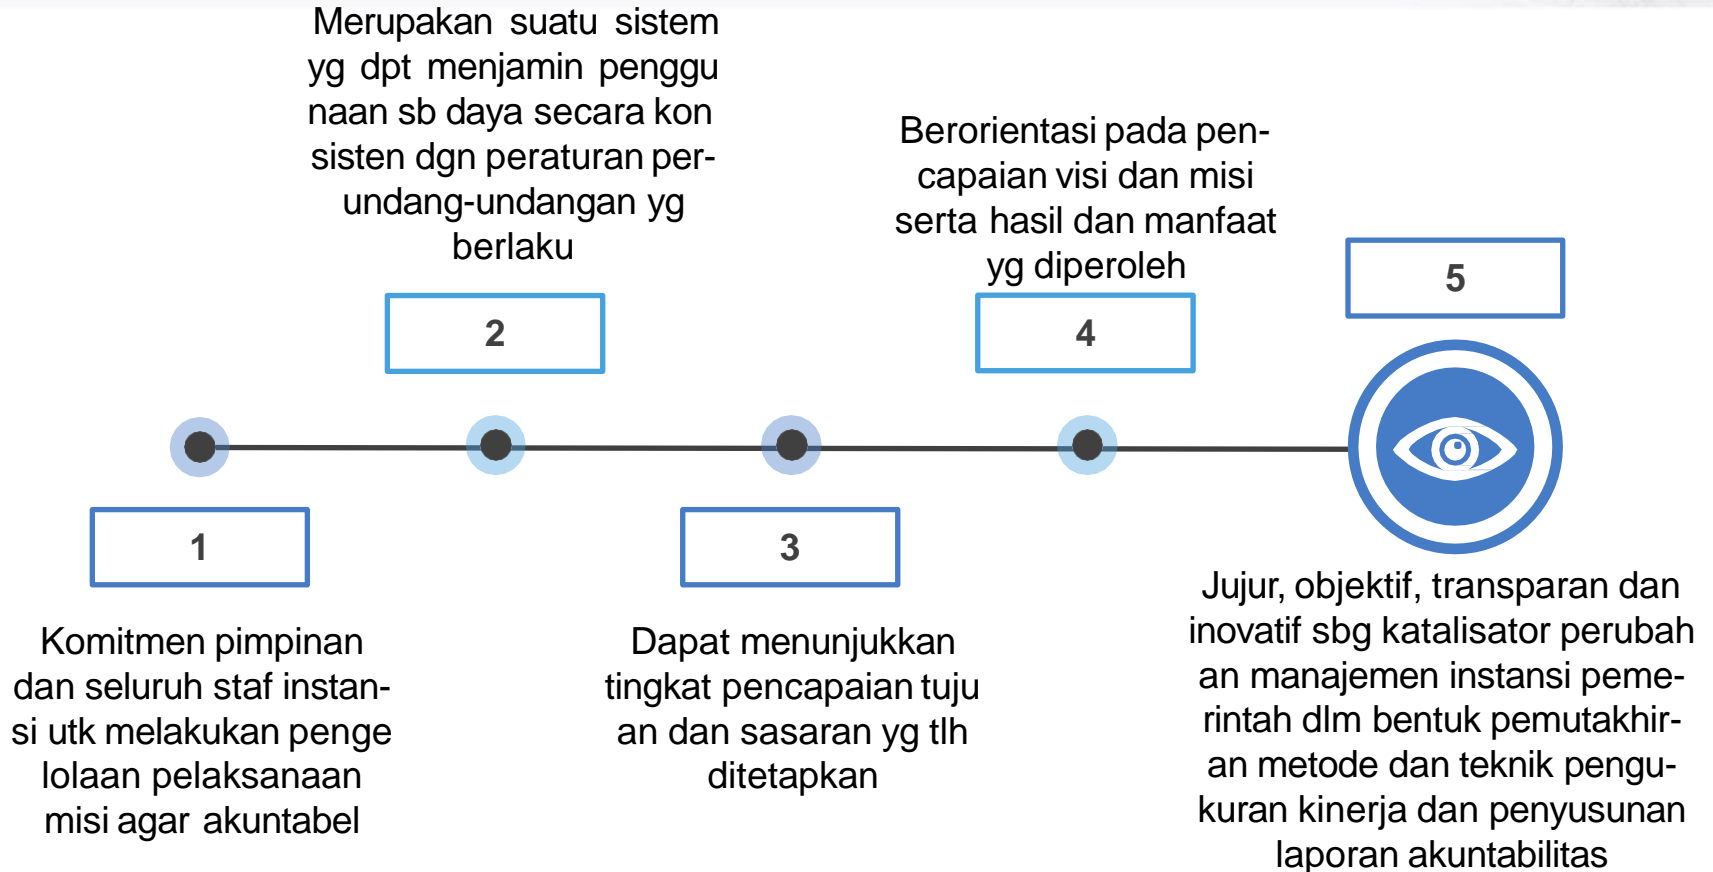 Merupakan suatu sistem
yg dpt menjamin penggu
naan sb daya secara kon
sisten dgn peraturan per-
undang-undangan yg
berlaku
2
Berorientasi pada pen-
capaian visi dan misi
serta hasil dan manfaat
yg diperoleh
4
5
1
Komitmen pimpinan
dan seluruh staf instan-
si utk melakukan penge
lolaan pelaksanaan
misi agar akuntabel
3
Dapat menunjukkan
tingkat pencapaian tuju
an dan sasaran yg tlh
ditetapkan
Jujur, objektif, transparan dan
inovatif sbg katalisator perubah
an manajemen instansi peme-
rintah dlm bentuk pemutakhir-
an metode dan teknik pengu-
kuran kinerja dan penyusunan
laporan akuntabilitas